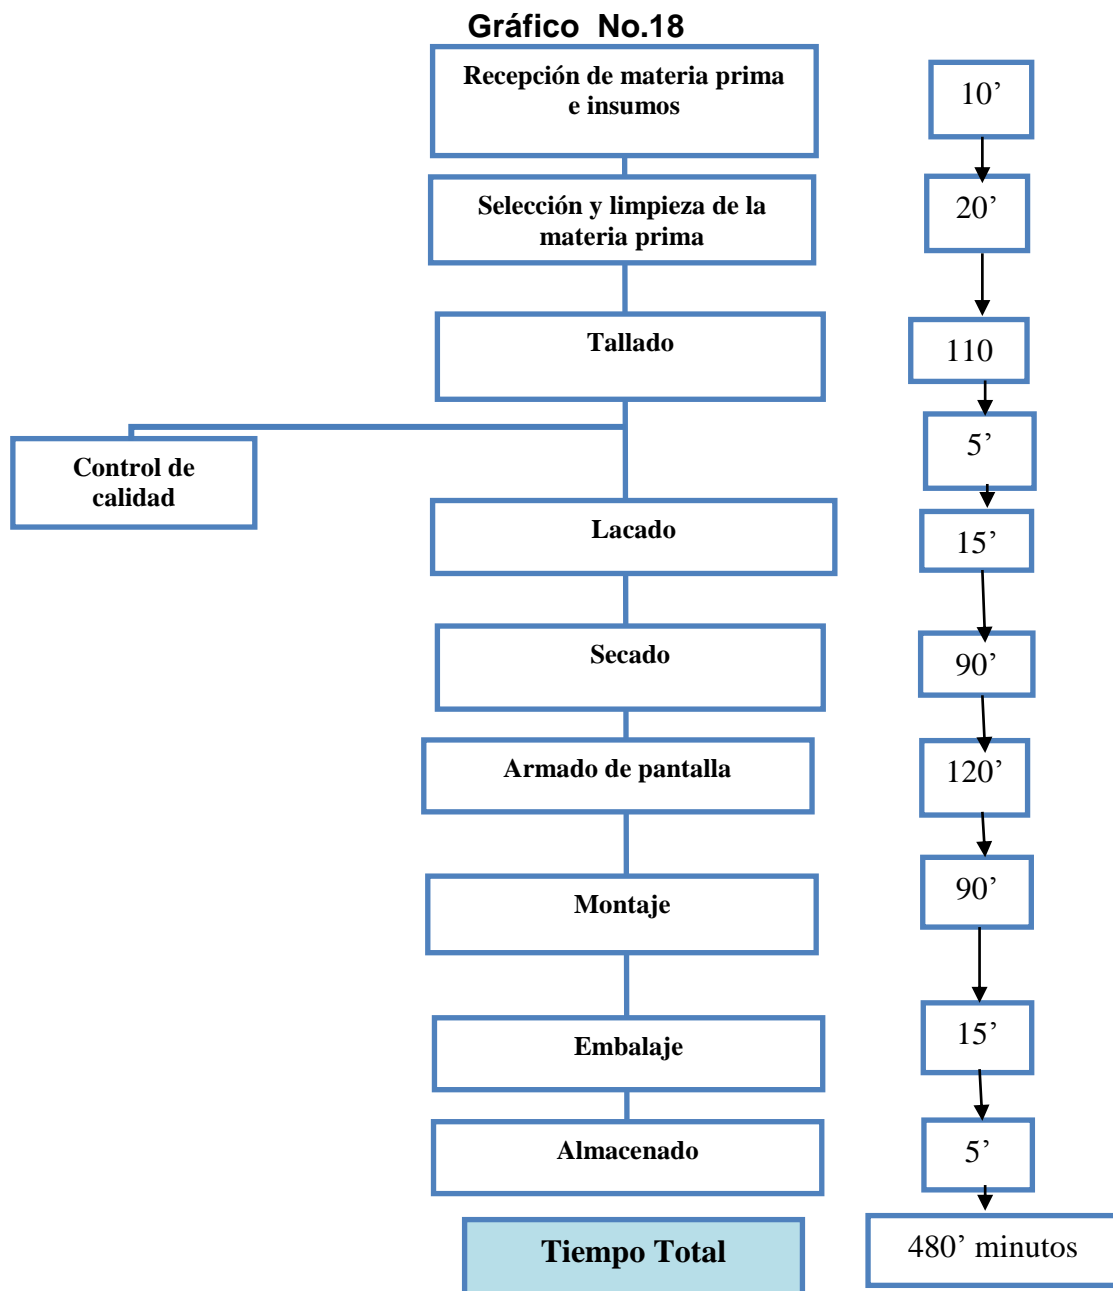 Gráfico No.18
Recepción de materia prima
e insumos
10’
Selección y limpieza de la
materia prima
20’
Tallado
110
Control de
calidad
5’
Lacado
15’
Secado
90’
Armado de pantalla
120’
Montaje
90’
Embalaje
15’
Almacenado
5’
Tiempo Total
480’ minutos